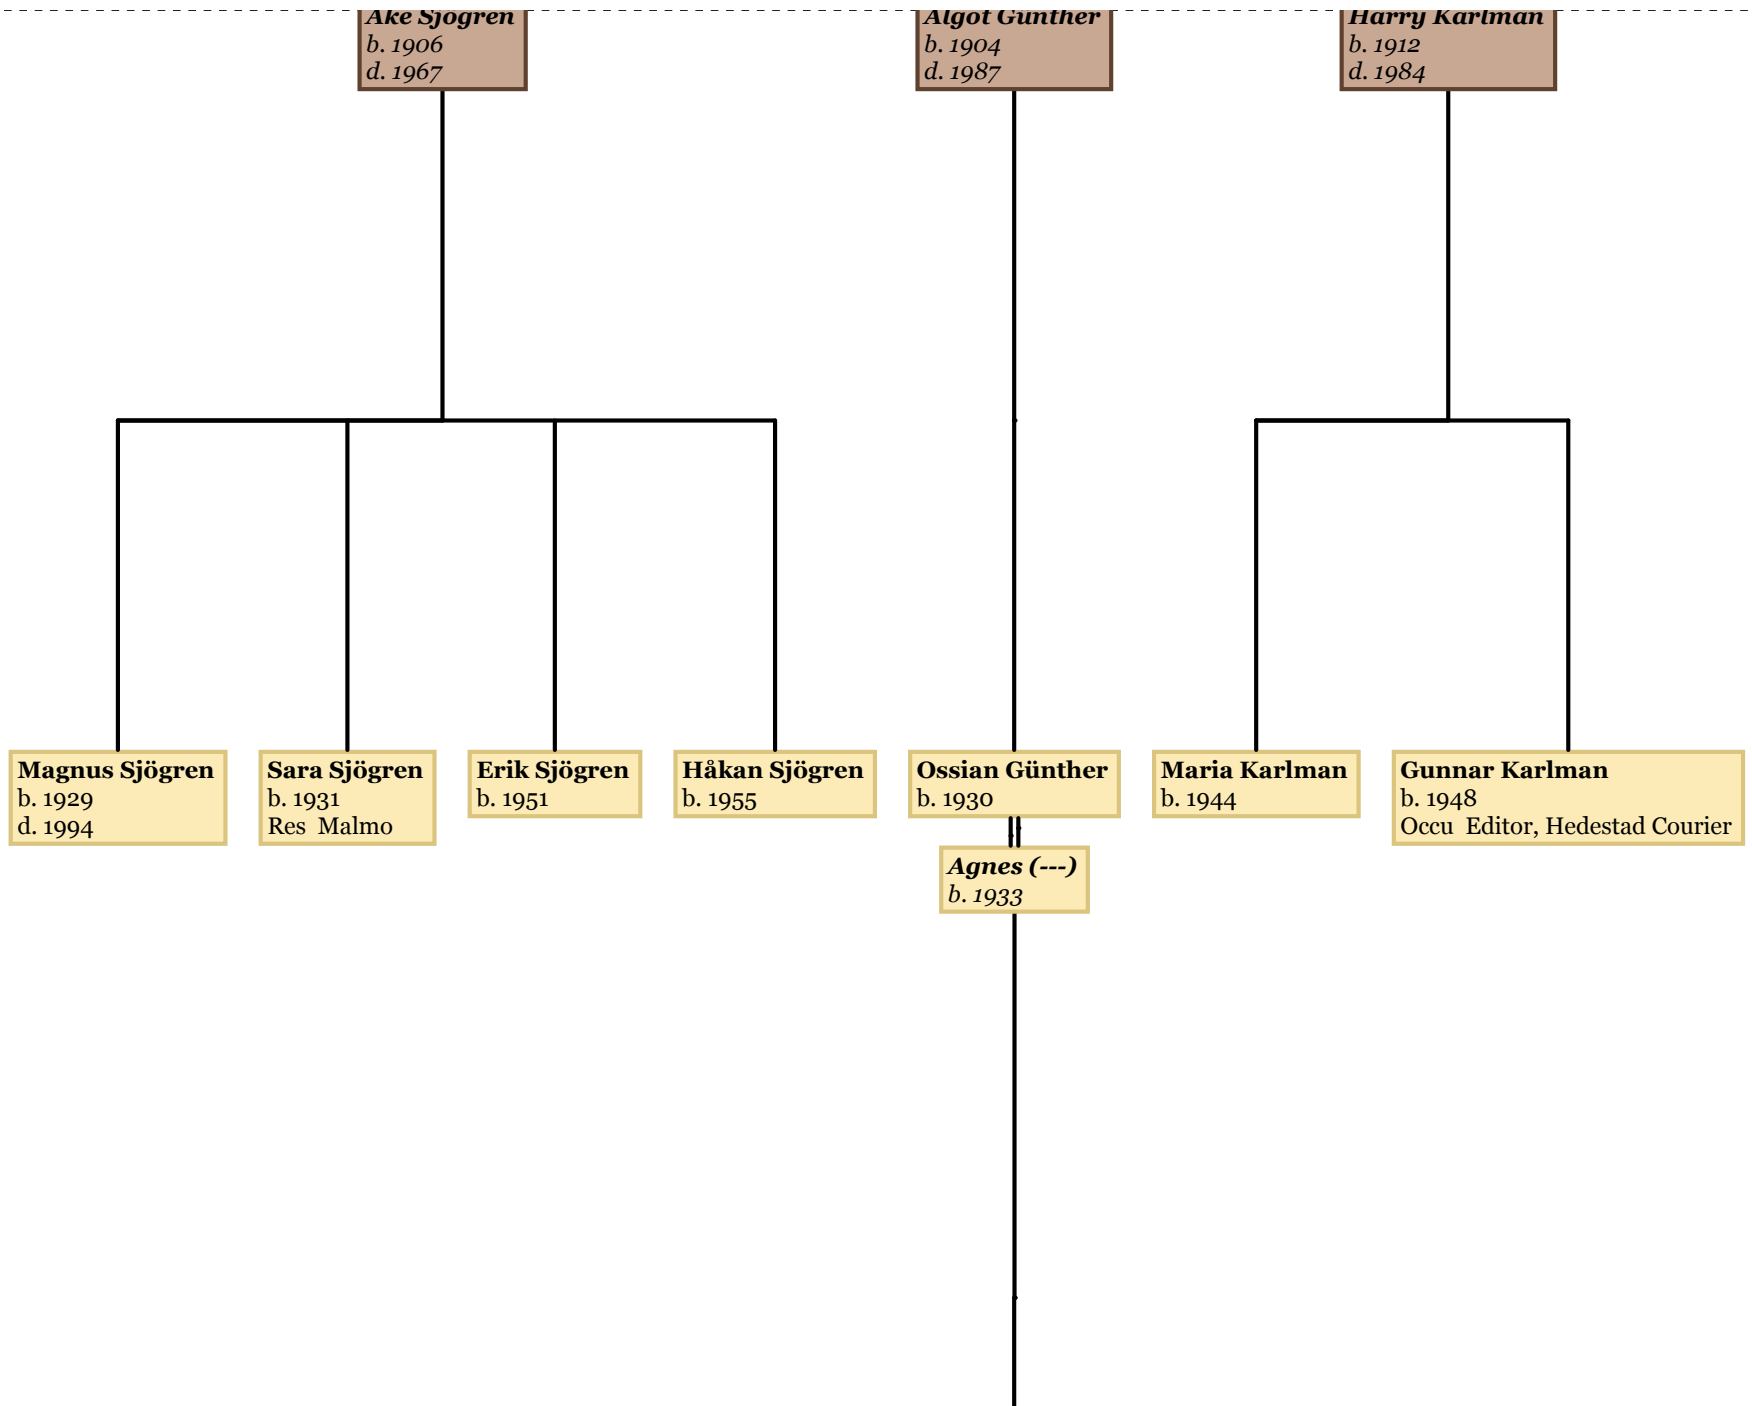 Ake Sjögren
b. 1906
d. 1967
Algot Günther
b. 1904
d. 1987
Harry Karlman
b. 1912
d. 1984
Magnus Sjögren
b. 1929
d. 1994
Sara Sjögren
b. 1931
Res Malmo
Erik Sjögren
b. 1951
Håkan Sjögren
b. 1955
Ossian Günther
b. 1930
Agnes (---)
b. 1933
Maria Karlman
b. 1944
Gunnar Karlman
b. 1948
Occu Editor, Hedestad Courier